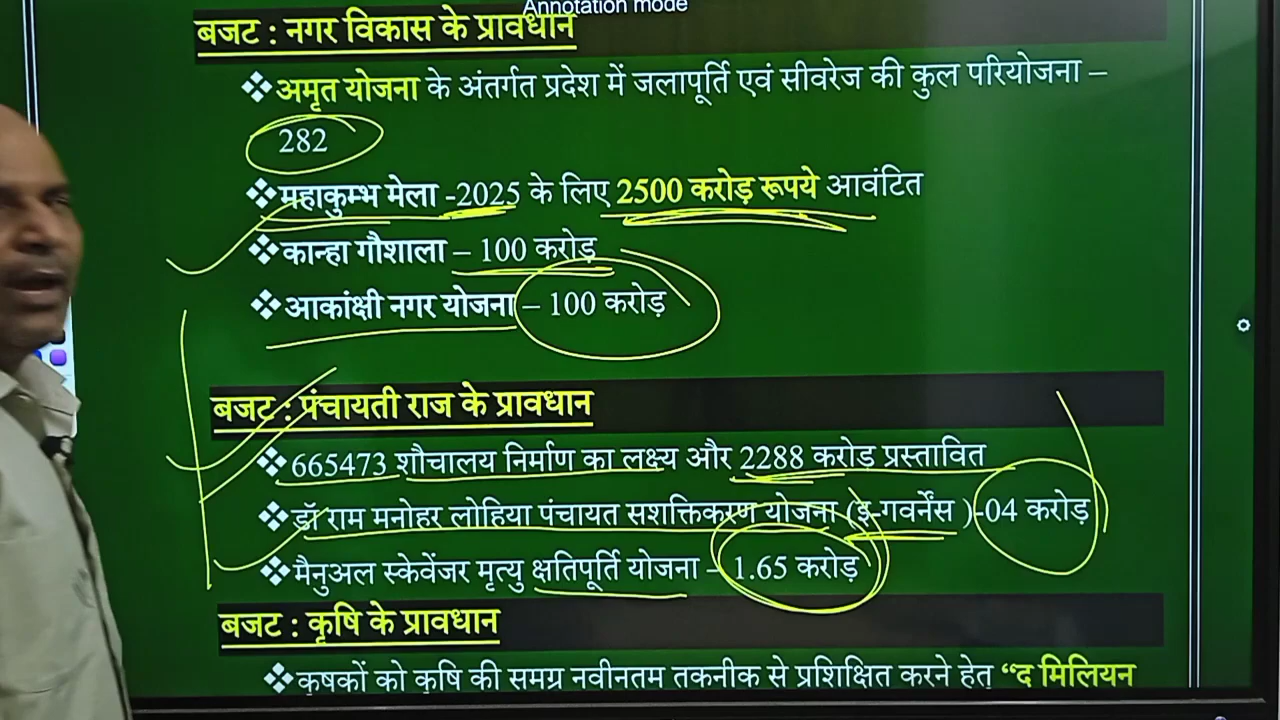 Annotation mode
बजट : नगर विकास के प्रावधान
❖अमृत योजना के अंतर्गत प्रदेश में जलापूर्ति एवं सीवरेज की कुल परियोजना –
282
❖महाकुम्भ मेला -2025 के लिए 2500 करोड़ रूपये आवंटित
❖कान्हा गौशाला – 100 करोड़
❖आकांक्षी नगर योजना – 100 करोड़
बजट : पंचायती राज के प्रावधान
❖665473 शौचालय निर्माण का लक्ष्य और 2288 करोड़ प्रस्तावित
❖डॉ राम मनोहर लोहिया पंचायत सशक्तिकरण योजना (इ-गवर्नेंस )-04 करोड़
❖मैनुअल स्केवेंजर मृत्यु क्षतिपूर्ति योजना – 1.65 करोड़
बजट : कृषि के प्रावधान
❖कृषकों को कृषि की समग्र नवीनतम तकनीक से प्रशिक्षित करने हेतु “द मिलियन